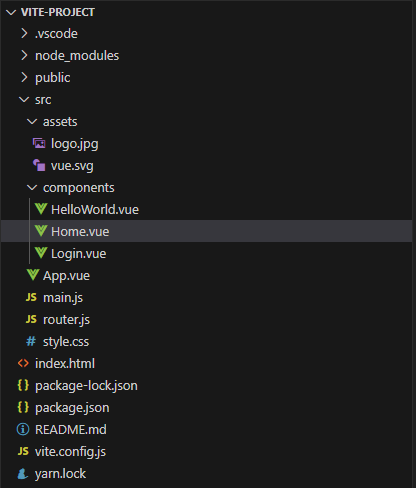 VITE-PROJECT
.vscode
node_modules
public
src
assets
logo.jpg
vue.svg
components
HelloWorld.vue
Home.vue
Login.vue
App.vue
JS main.js
JS router.js
# style.css
<> index.html
{ } package-lock.json
{ } package.json
README.md
JS vite.config.js
yarn.lock